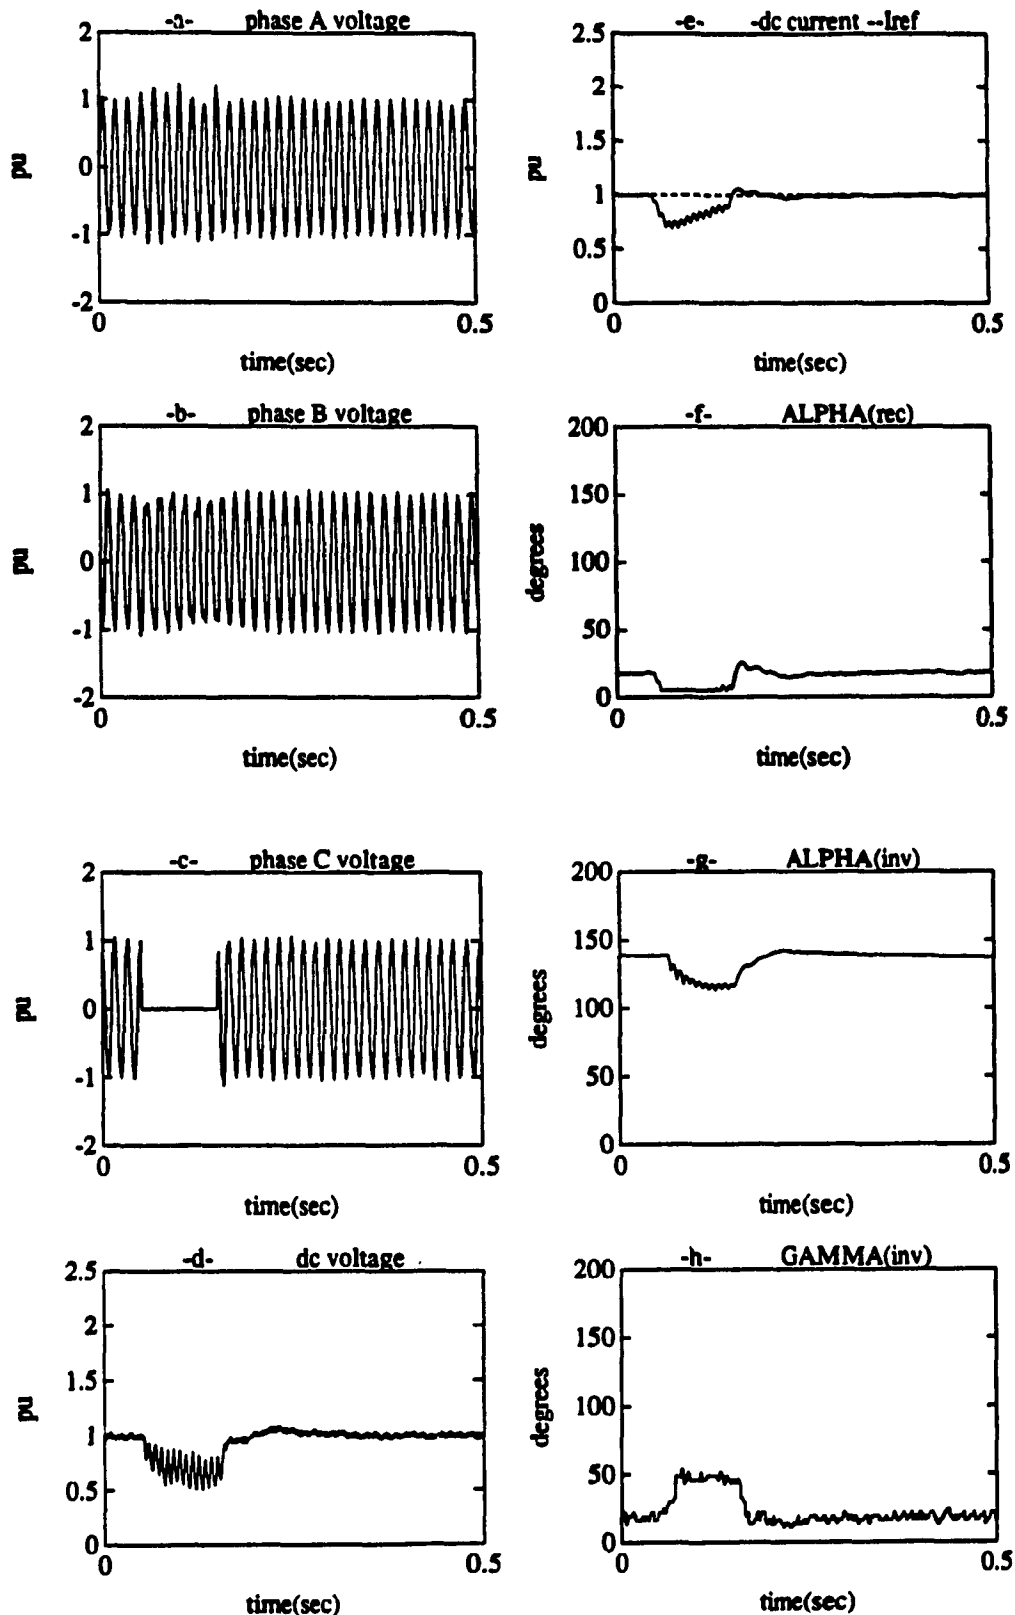 -a- phase A voltage
2
1
0
-1
-2
pu
0
0.5
time(sec)
-e- -dc current --Iref
2.5
2
1.5
1
0.5
0
pu
0
0.5
time(sec)
-b- phase B voltage
2
1
0
-1
-2
pu
0
0.5
time(sec)
-f- ALPHA(rec)
200
150
100
50
0
degrees
0
0.5
time(sec)
-c- phase C voltage
2
1
0
-1
-2
pu
0
0.5
time(sec)
-g- ALPHA(inv)
200
150
100
50
0
degrees
0
0.5
time(sec)
-d- dc voltage
2.5
2
1.5
1
0.5
0
pu
0
0.5
time(sec)
-h- GAMMA(inv)
200
150
100
50
0
degrees
0
0.5
time(sec)